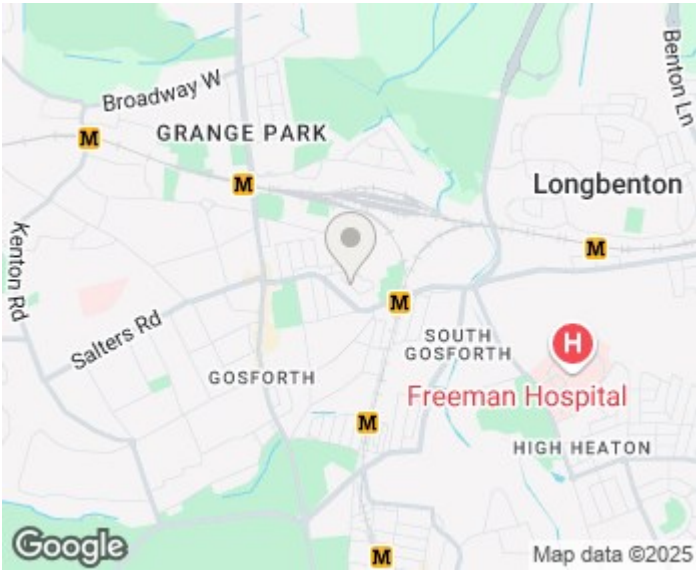 Benton Ln
Broadway W
M
GRANGE PARK
M
Longbenton
Kenton Rd
M
M
Salters Rd
SOUTH
GOSFORTH
H
GOSFORTH
Freeman Hospital
M
HIGH HEATON
Google
M
Map data ©2025